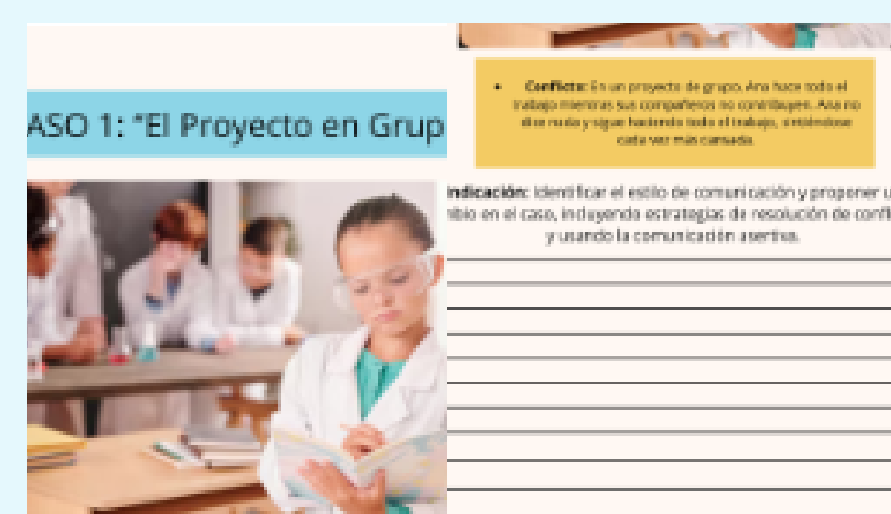 ASO 1: "El Proyecto en Grup
• Conflicto: En un proyecto de grupo, Ana hace todo el
trabajo mientras sus compañeros no contribuyen. Ana no
dice nada y sigue haciendo todo el trabajo, sintiéndose
cada vez más cansada.
Indicación: Identificar el estilo de comunicación y proponer u
mbio en el caso, incluyendo estrategias de resolución de confli
y usando la comunicación asertiva.